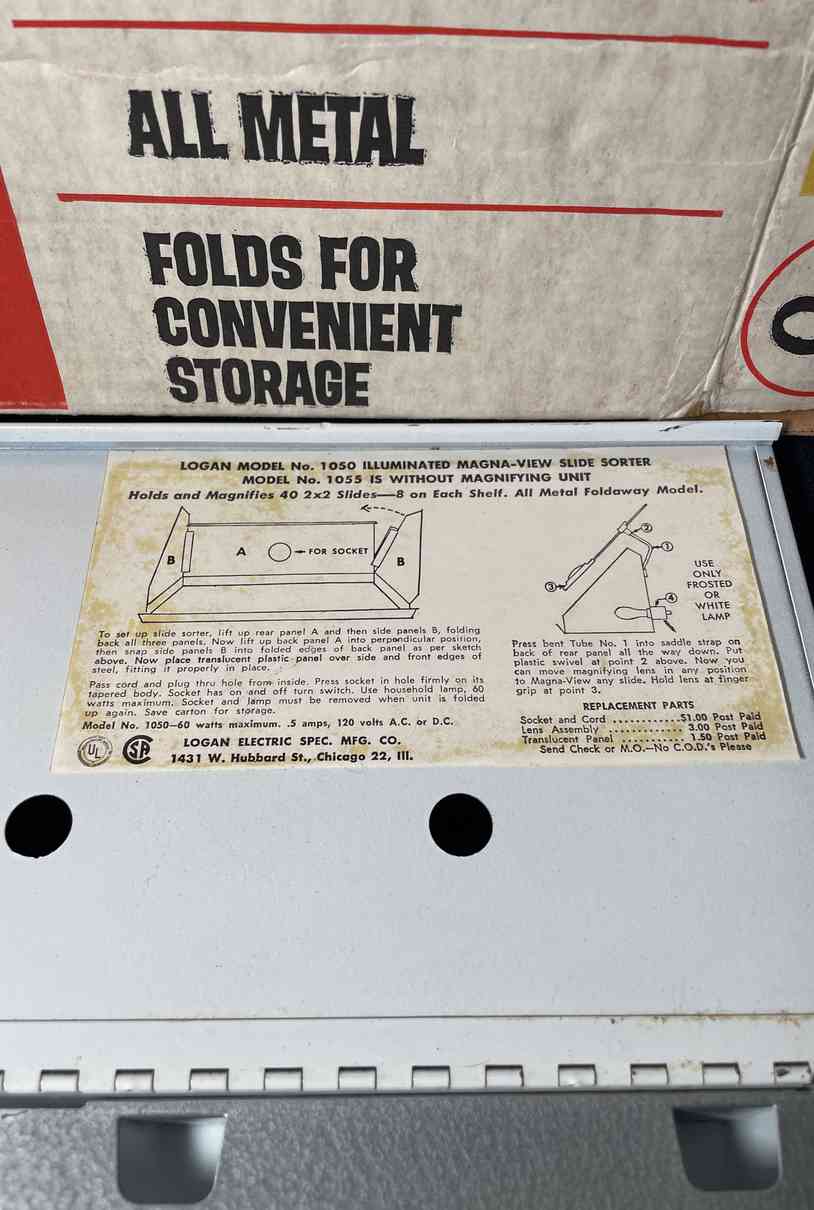 ALL METAL
FOLDS FOR
CONVENIENT
STORAGE
O
LOGAN MODEL No. 1050 ILLUMINATED MAGNA-VIEW SLIDE SORTER
MODEL No. 1055 IS WITHOUT MAGNIFYING UNIT
Holds and Magnifies 40 2x2 Slides—8 on Each Shelf. All Metal Foldaway Model.
B
A
FOR SOCKET
B
To set up slide sorter, lift up rear panel A and then side panels B, folding
back all three panels. Now lift up back panel A into perpendicular position,
then snap side panels B into folded edges of back panel as per sketch
above. Now place translucent plastic panel over side and front edges of
steel, fitting it properly in place.
Pass cord and plug thru hole from inside. Press socket in hole firmly on its
tapered body. Socket has on and off turn switch. Use household lamp, 60
watts maximum. Socket and lamp must be removed when unit is folded
up again. Save carton for storage.
Model No. 1050—60 watts maximum. .5 amps, 120 volts A.C. or D.C.
UL
SA
LOGAN ELECTRIC SPEC. MFG. CO.
1431 W. Hubbard St., Chicago 22, Ill.
2
1
3
4
USE
ONLY
FROSTED
OR
WHITE
LAMP
Press bent Tube No. 1 into saddle strap on
back of rear panel all the way down. Put
plastic swivel at point 2 above. Now you
can move magnifying lens in any position
to Magna-View any slide. Hold lens at finger
grip at point 3.
REPLACEMENT PARTS
Socket and Cord ............$1.00 Post Paid
Lens Assembly ............. 3.00 Post Paid
Translucent Panel .......... 1.50 Post Paid
Send Check or M.O.—No C.O.D.'s Please